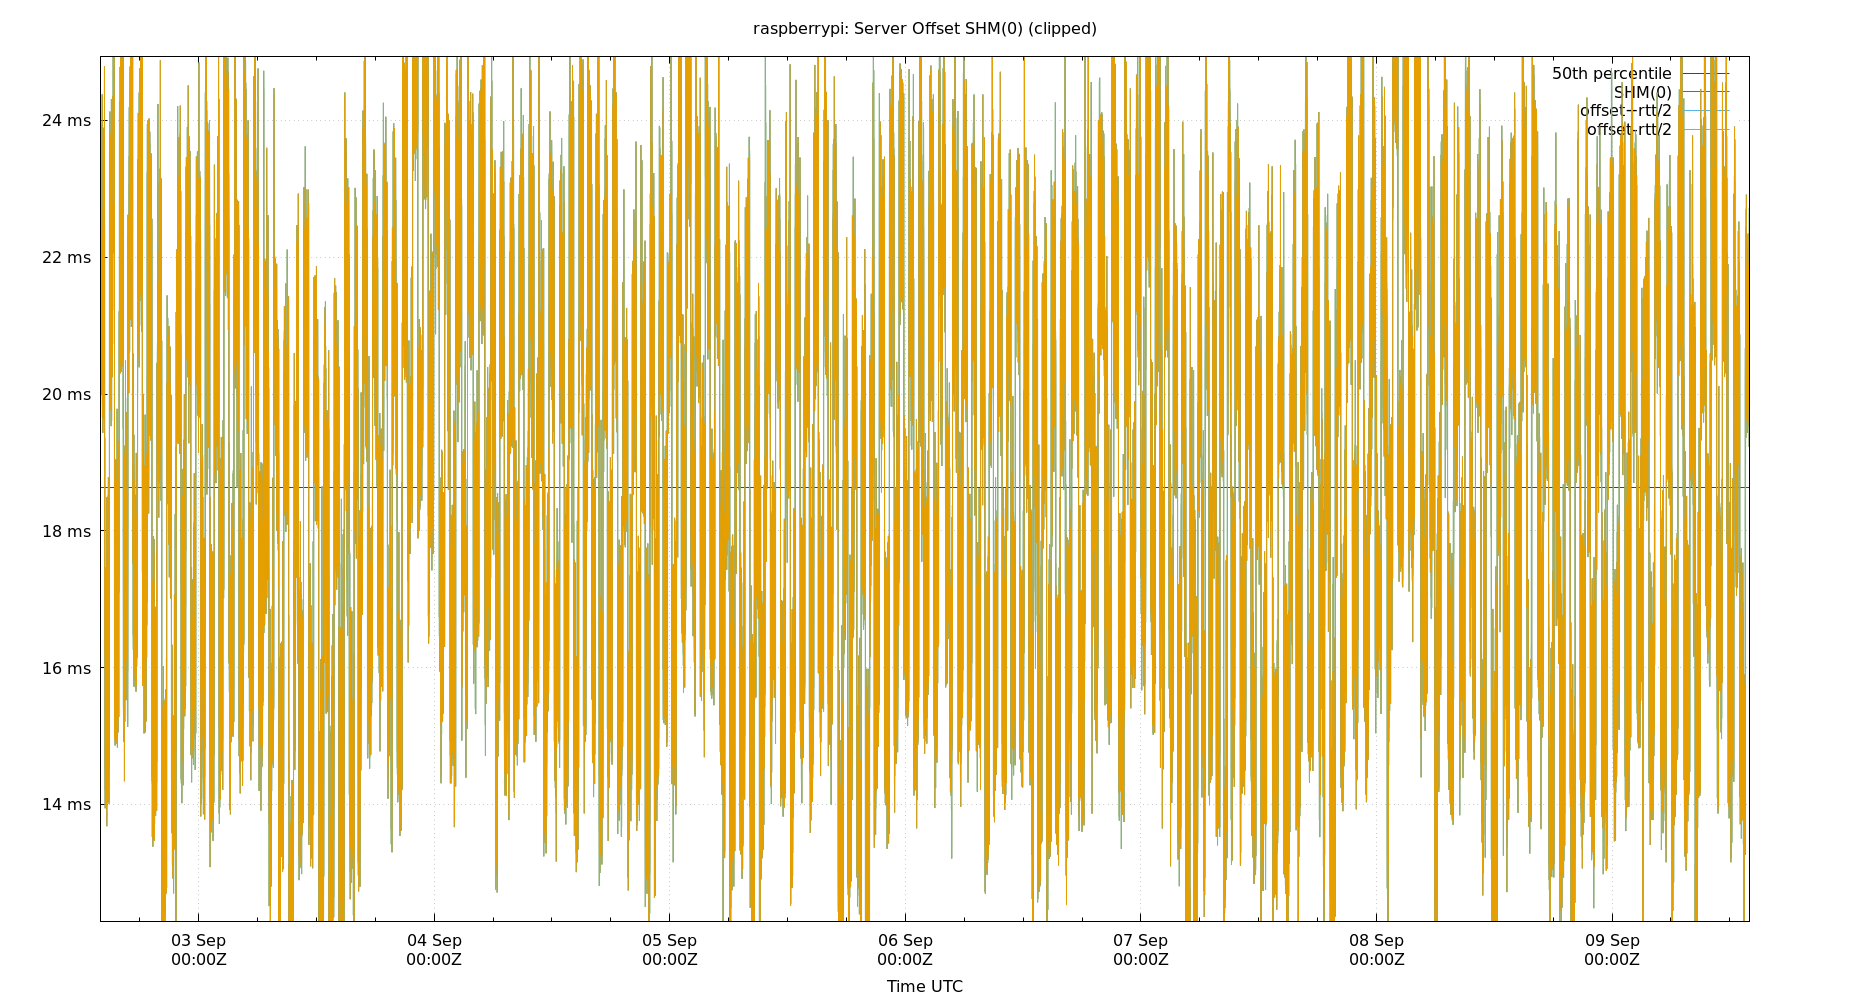 raspberrypi: Server Offset SHM(0) (clipped)
50th percentile
SHM(0)
offset--rtt/2
offset-rtt/2
24 ms
22 ms
20 ms
18 ms
16 ms
14 ms
03 Sep
00:00Z
04 Sep
00:00Z
05 Sep
00:00Z
06 Sep
00:00Z
07 Sep
00:00Z
08 Sep
00:00Z
09 Sep
00:00Z
Time UTC